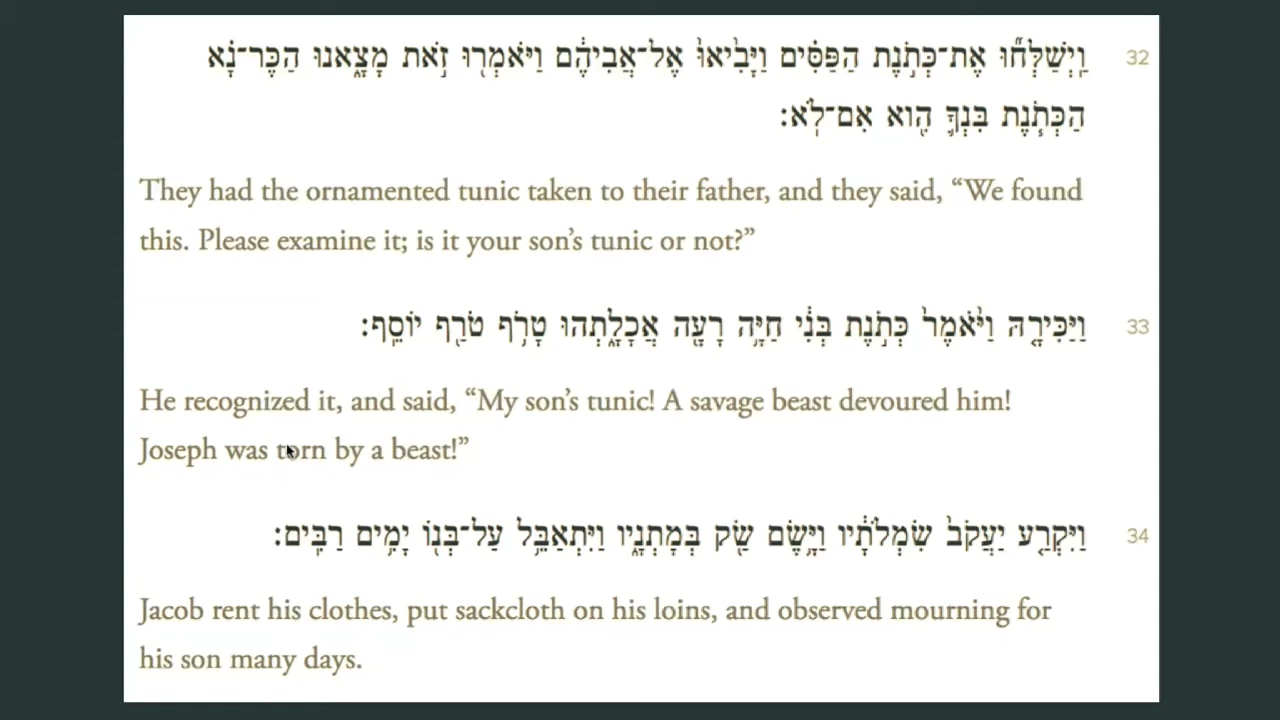 32 וַֽיְשַׁלְּח֞וּ אֶת־כְּתֹ֣נֶת הַפַּסִּ֗ים וַיָּבִ֙יאוּ֙ אֶל־אֲבִיהֶ֔ם וַיֹּאמְר֖וּ זֹ֣את מָצָ֑אנוּ הַכֶּר־נָ֗א
הַכְּתֹ֧נֶת בִּנְךָ֛ הִ֖וא אִם־לֹֽא׃
They had the ornamented tunic taken to their father, and they said, “We found
this. Please examine it; is it your son’s tunic or not?”
33 וַיַּכִּירָ֤הּ וַיֹּ֙אמֶר֙ כְּתֹ֣נֶת בְּנִ֔י חַיָּ֥ה רָעָ֖ה אֲכָלָ֑תְהוּ טָרֹ֥ף טֹרַ֖ף יוֹסֵֽף׃
He recognized it, and said, “My son’s tunic! A savage beast devoured him!
Joseph was torn by a beast!”
34 וַיִּקְרַ֤ע יַעֲקֹב֙ שִׂמְלֹתָ֔יו וַיָּ֥שֶׂם שַׂ֖ק בְּמָתְנָ֑יו וַיִּתְאַבֵּ֥ל עַל־בְּנ֖וֹ יָמִ֥ים רַבִּֽים׃
Jacob rent his clothes, put sackcloth on his loins, and observed mourning for
his son many days.